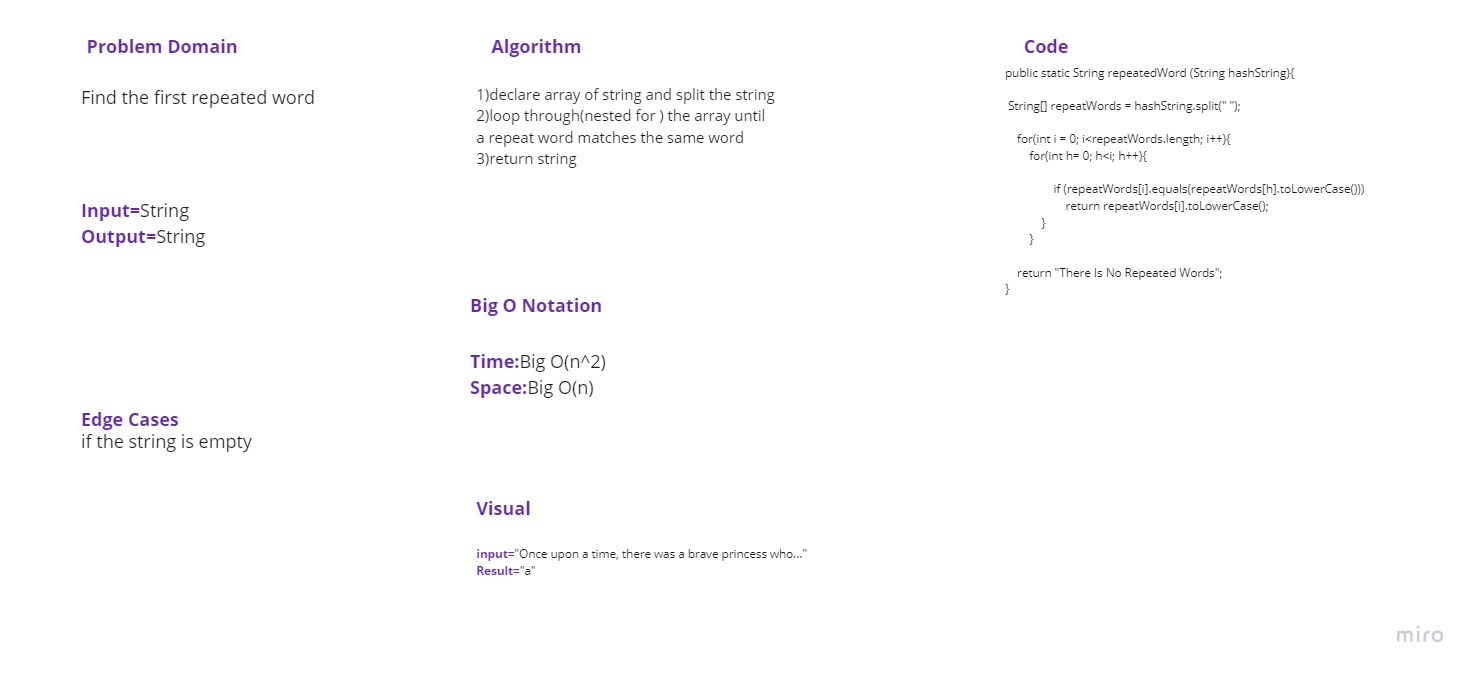 Problem Domain
Find the first repeated word
Input=String
Output=String
Edge Cases
if the string is empty
Algorithm
1)declare array of string and split the string
2)loop through(nested for ) the array until
a repeat word matches the same word
3)return string
Big O Notation
Time:Big O(n^2)
Space:Big O(n)
Visual
input="Once upon a time, there was a brave princess who..."
Result="a"
Code
public static String repeatedWord (String hashString){
String[] repeatWords = hashString.split(" ");
for(int i = 0; i<repeatWords.length; i++){
for(int h= 0; h<i; h++){
if (repeatWords[i].equals(repeatWords[h].toLowerCase()))
return repeatWords[i].toLowerCase();
}
}
return "There Is No Repeated Words";
}
miro